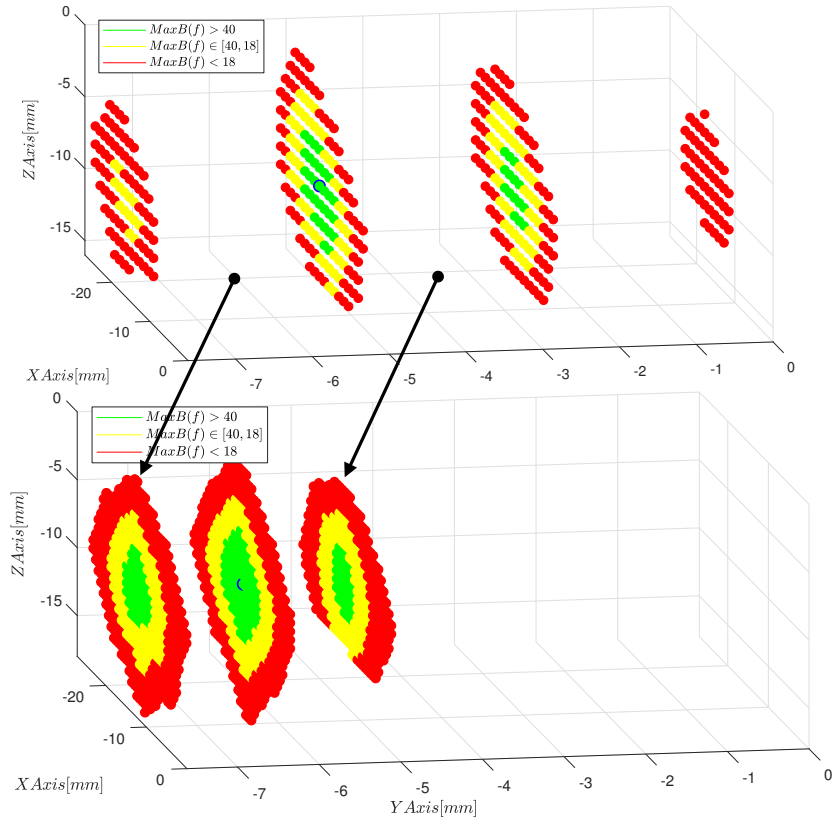 0
MaxB(f) > 40
MaxB(f) ∈ [40, 18]
MaxB(f) < 18
-5
ZAxis[mm]
-10
-15
-20
-10
0
XAxis[mm]
-7
-6
-5
-4
-3
-2
-1
0
0
MaxB(f) > 40
MaxB(f) ∈ [40, 18]
MaxB(f) < 18
-5
ZAxis[mm]
-10
-15
-20
-10
0
XAxis[mm]
-7
-6
-5
-4
-3
-2
-1
0
YAxis[mm]